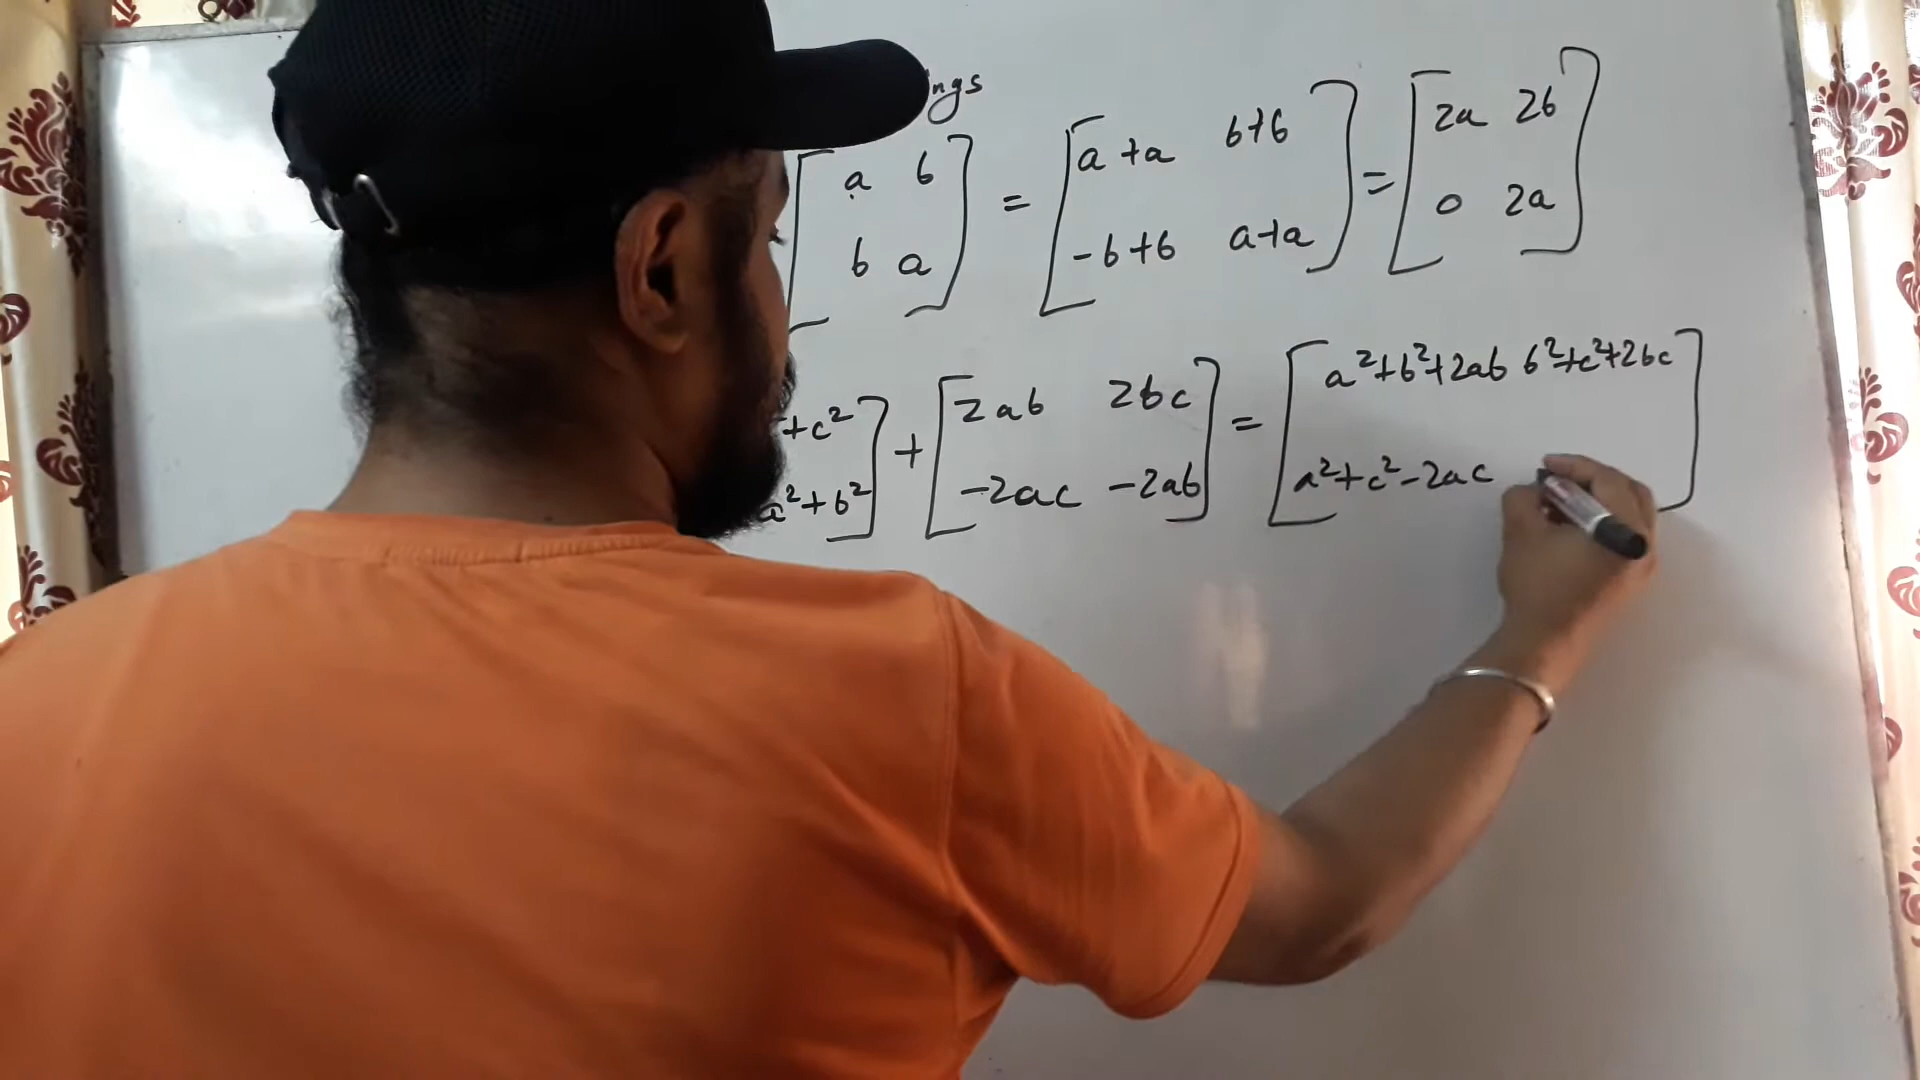 ngs
[a b] = [a+a b+b] = [2a 2b]
[b a] [-b+b a+a] [0 2a]
+c²] + [2ab 2bc] = [a²+b²+2ab b²+c²+2bc]
a²+b²] [-2ac -2ab] [a²+c²-2ac ]